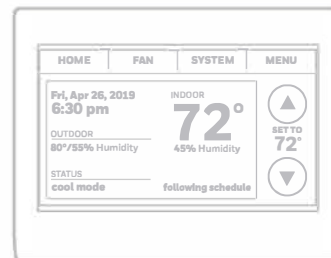 HOME FAN SYSTEM MENU
Fri, Apr 26, 2019
6:30 pm
INDOOR
72°
45% Humidity
OUTDOOR
80°/55% Humidity
STATUS
cool mode following schedule
SET TO
72°